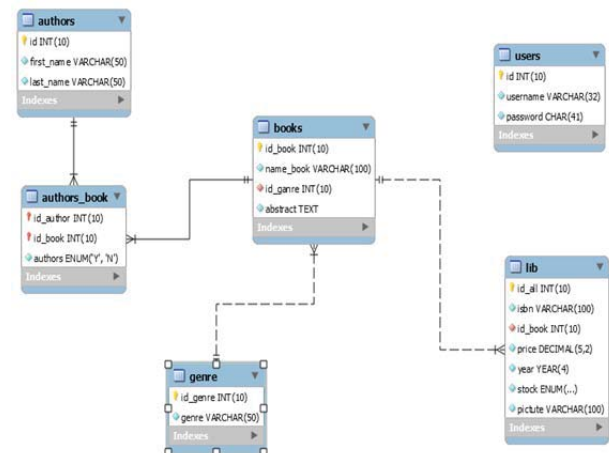 authors
id INT(10)
first_name VARCHAR(50)
last_name VARCHAR(50)
Indexes
users
id INT(10)
username VARCHAR(32)
password CHAR(41)
Indexes
books
id_book INT(10)
name_book VARCHAR(100)
id_ganre INT(10)
abstract TEXT
Indexes
authors_book
id_author INT(10)
id_book INT(10)
authors ENUM('Y', 'N')
Indexes
lib
id_all INT(10)
isbn VARCHAR(100)
id_book INT(10)
price DECIMAL(5,2)
year YEAR(4)
stock ENUM(...)
pictute VARCHAR(100)
Indexes
genre
id_genre INT(10)
genre VARCHAR(50)
Indexes